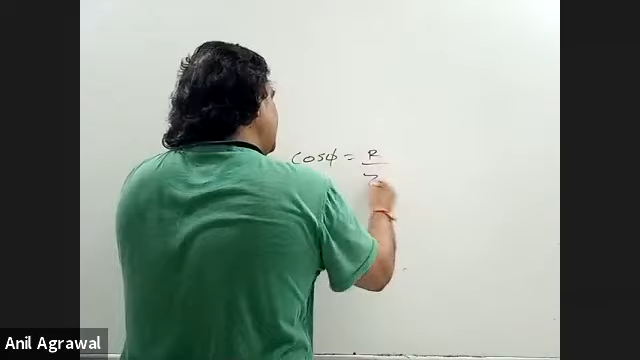 cosφ = R/Z
Anil Agrawal